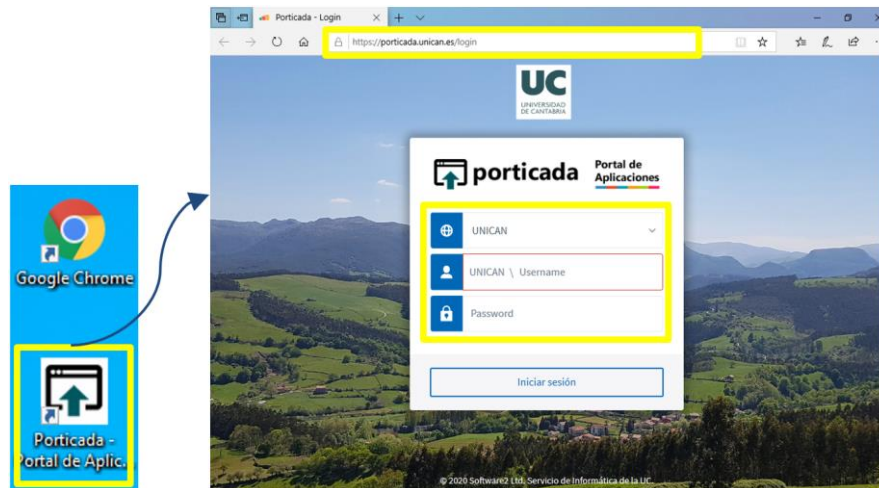 Porticada - Login
https://porticada.unican.es/login
UC
UNIVERSIDAD
DE CANTABRIA
porticada
Portal de
Aplicaciones
UNICAN
UNICAN \ Username
Password
Iniciar sesión
© 2020 Software2 Ltd. Servicio de Informática de la UC.
Google Chrome
Porticada -
Portal de Aplic...